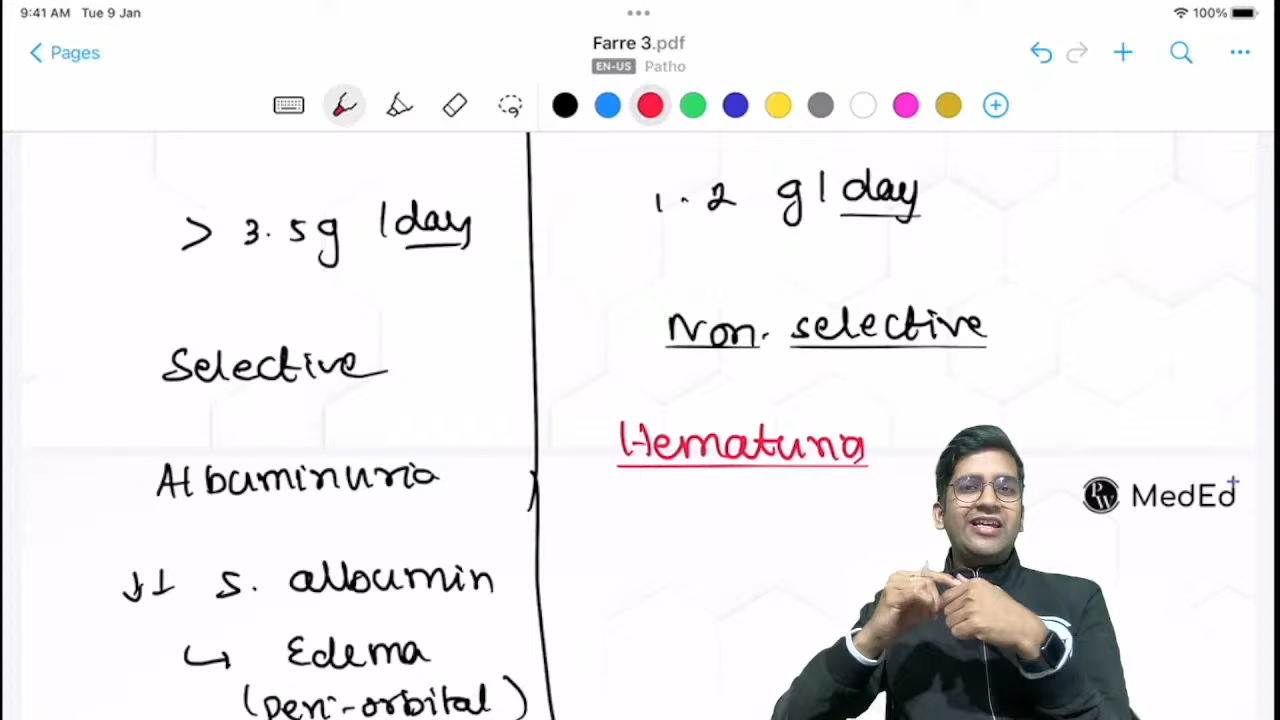 9:41 AM Tue 9 Jan
100%
Pages
Farre 3.pdf
EN-US Patho
> 3.5g / day
Selective
Albuminuria
↓↓ S. albumin
↳ Edema
(peri-orbital)
1.2 g / day
Non. selective
Hematuria
PW MedEd